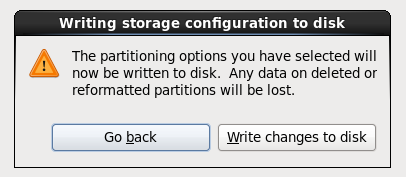 Writing storage configuration to disk
The partitioning options you have selected will
now be written to disk.  Any data on deleted or
reformatted partitions will be lost.
Go back
Write changes to disk